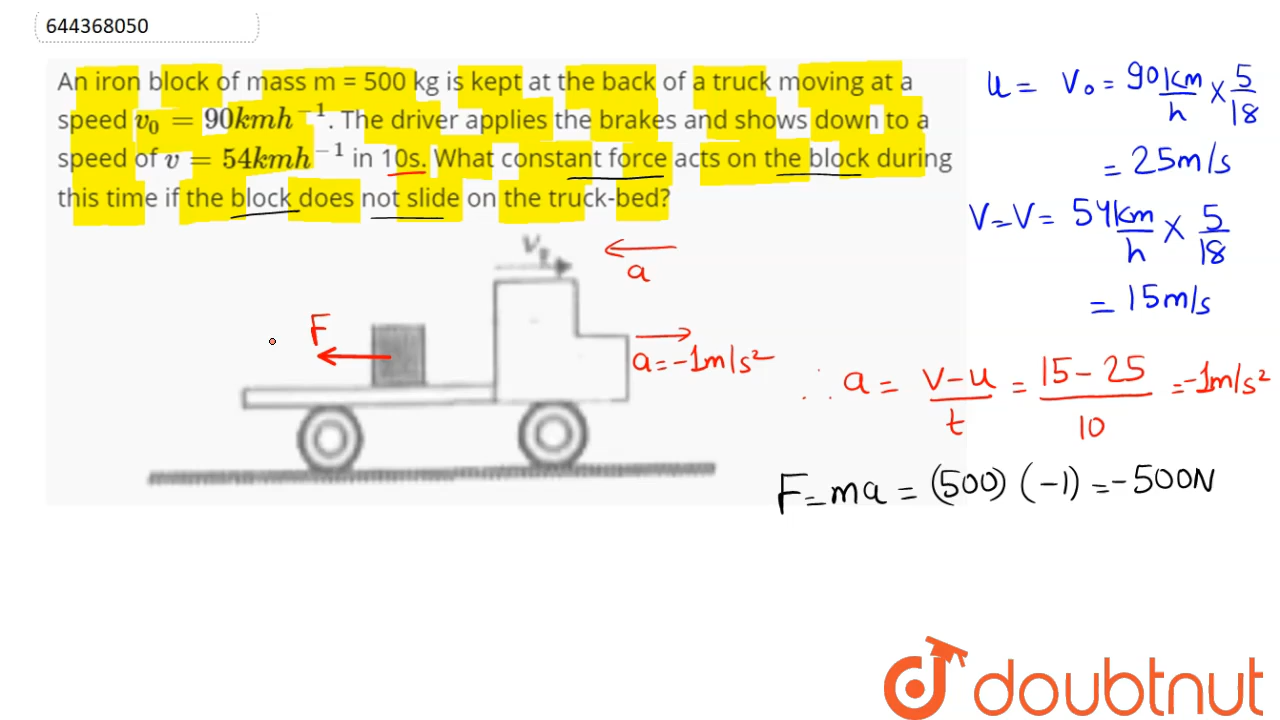 644368050
An iron block of mass m = 500 kg is kept at the back of a truck moving at a
speed v₀ = 90kmh⁻¹. The driver applies the brakes and shows down to a
speed of v = 54kmh⁻¹ in 10s. What constant force acts on the block during
this time if the block does not slide on the truck-bed?
u = v₀ = 90 km/h × 5/18
= 25m/s
V=V= 54 km/h × 5/18
= 15m/s
a
F
a=-1m/s²
∴ a = v-u/t = 15-25/10 = -1m/s²
F=ma = (500) (-1) = -500N
doubtnut